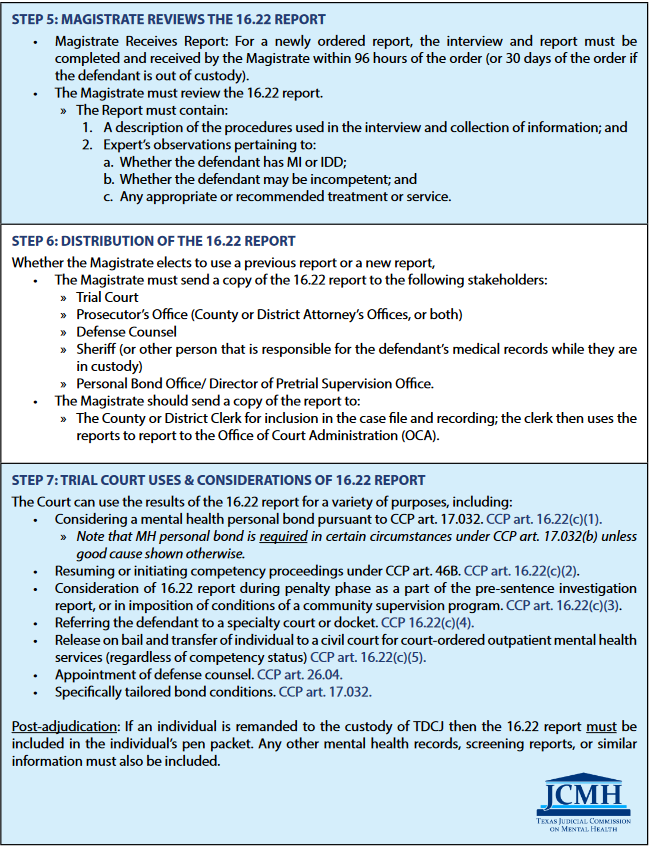 STEP 5: MAGISTRATE REVIEWS THE 16.22 REPORT
• Magistrate Receives Report: For a newly ordered report, the interview and report must be
completed and received by the Magistrate within 96 hours of the order (or 30 days of the order if
the defendant is out of custody).
• The Magistrate must review the 16.22 report.
» The Report must contain:
1. A description of the procedures used in the interview and collection of information; and
2. Expert's observations pertaining to:
a. Whether the defendant has MI or IDD;
b. Whether the defendant may be incompetent; and
c. Any appropriate or recommended treatment or service.
STEP 6: DISTRIBUTION OF THE 16.22 REPORT
Whether the Magistrate elects to use a previous report or a new report,
• The Magistrate must send a copy of the 16.22 report to the following stakeholders:
» Trial Court
» Prosecutor's Office (County or District Attorney's Offices, or both)
» Defense Counsel
» Sheriff (or other person that is responsible for the defendant's medical records while they are
in custody)
» Personal Bond Office/ Director of Pretrial Supervision Office.
• The Magistrate should send a copy of the report to:
» The County or District Clerk for inclusion in the case file and recording; the clerk then uses the
reports to report to the Office of Court Administration (OCA).
STEP 7: TRIAL COURT USES & CONSIDERATIONS OF 16.22 REPORT
The Court can use the results of the 16.22 report for a variety of purposes, including:
• Considering a mental health personal bond pursuant to CCP art. 17.032. CCP art. 16.22(c)(1).
» Note that MH personal bond is required in certain circumstances under CCP art. 17.032(b) unless
good cause shown otherwise.
• Resuming or initiating competency proceedings under CCP art. 46B. CCP art. 16.22(c)(2).
• Consideration of 16.22 report during penalty phase as a part of the pre-sentence investigation
report, or in imposition of conditions of a community supervision program. CCP art. 16.22(c)(3).
• Referring the defendant to a specialty court or docket. CCP 16.22(c)(4).
• Release on bail and transfer of individual to a civil court for court-ordered outpatient mental health
services (regardless of competency status) CCP art. 16.22(c)(5).
• Appointment of defense counsel. CCP art. 26.04.
• Specifically tailored bond conditions. CCP art. 17.032.
Post-adjudication: If an individual is remanded to the custody of TDCJ then the 16.22 report must be
included in the individual's pen packet. Any other mental health records, screening reports, or similar
information must also be included.
JCMH
TEXAS JUDICIAL COMMISSION
ON MENTAL HEALTH